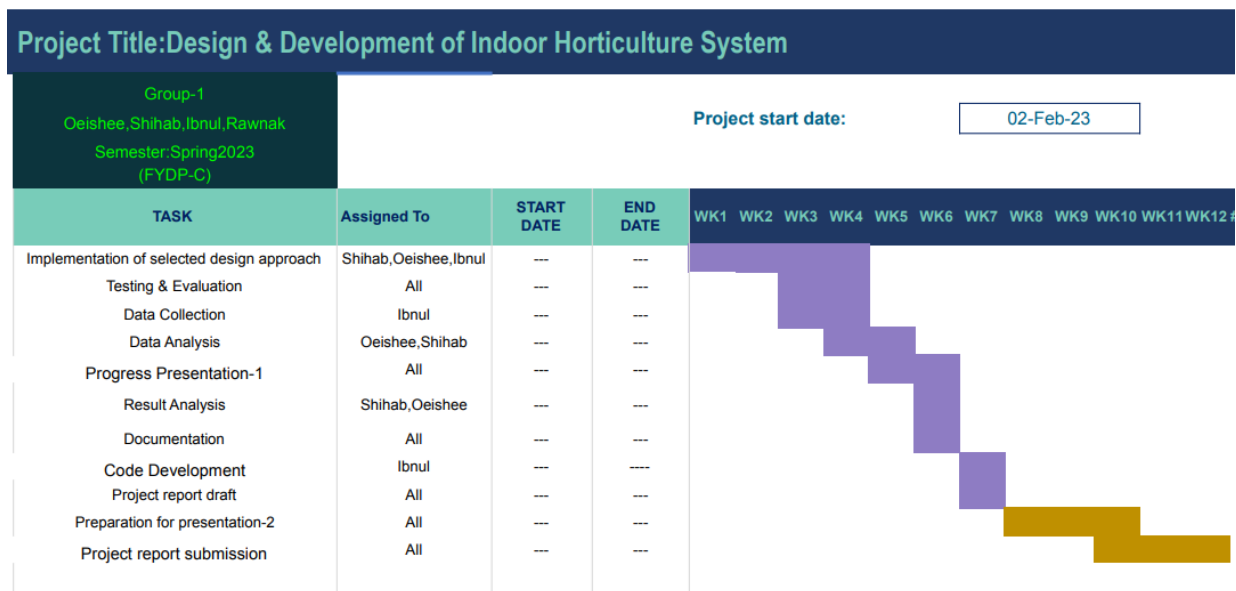 Project Title:Design & Development of Indoor Horticulture System
Group-1
Oeishee,Shihab,Ibnul,Rawnak
Semester:Spring2023
(FYDP-C)
Project start date:
02-Feb-23
TASK Assigned To START DATE END DATE WK1 WK2 WK3 WK4 WK5 WK6 WK7 WK8 WK9 WK10 WK11 WK12 #
Implementation of selected design approach Shihab,Oeishee,Ibnul --- ---
Testing & Evaluation All --- ---
Data Collection Ibnul --- ---
Data Analysis Oeishee,Shihab --- ---
Progress Presentation-1 All --- ---
Result Analysis Shihab,Oeishee --- ---
Documentation All --- ---
Code Development Ibnul --- ----
Project report draft All --- ---
Preparation for presentation-2 All --- ---
Project report submission All --- ---